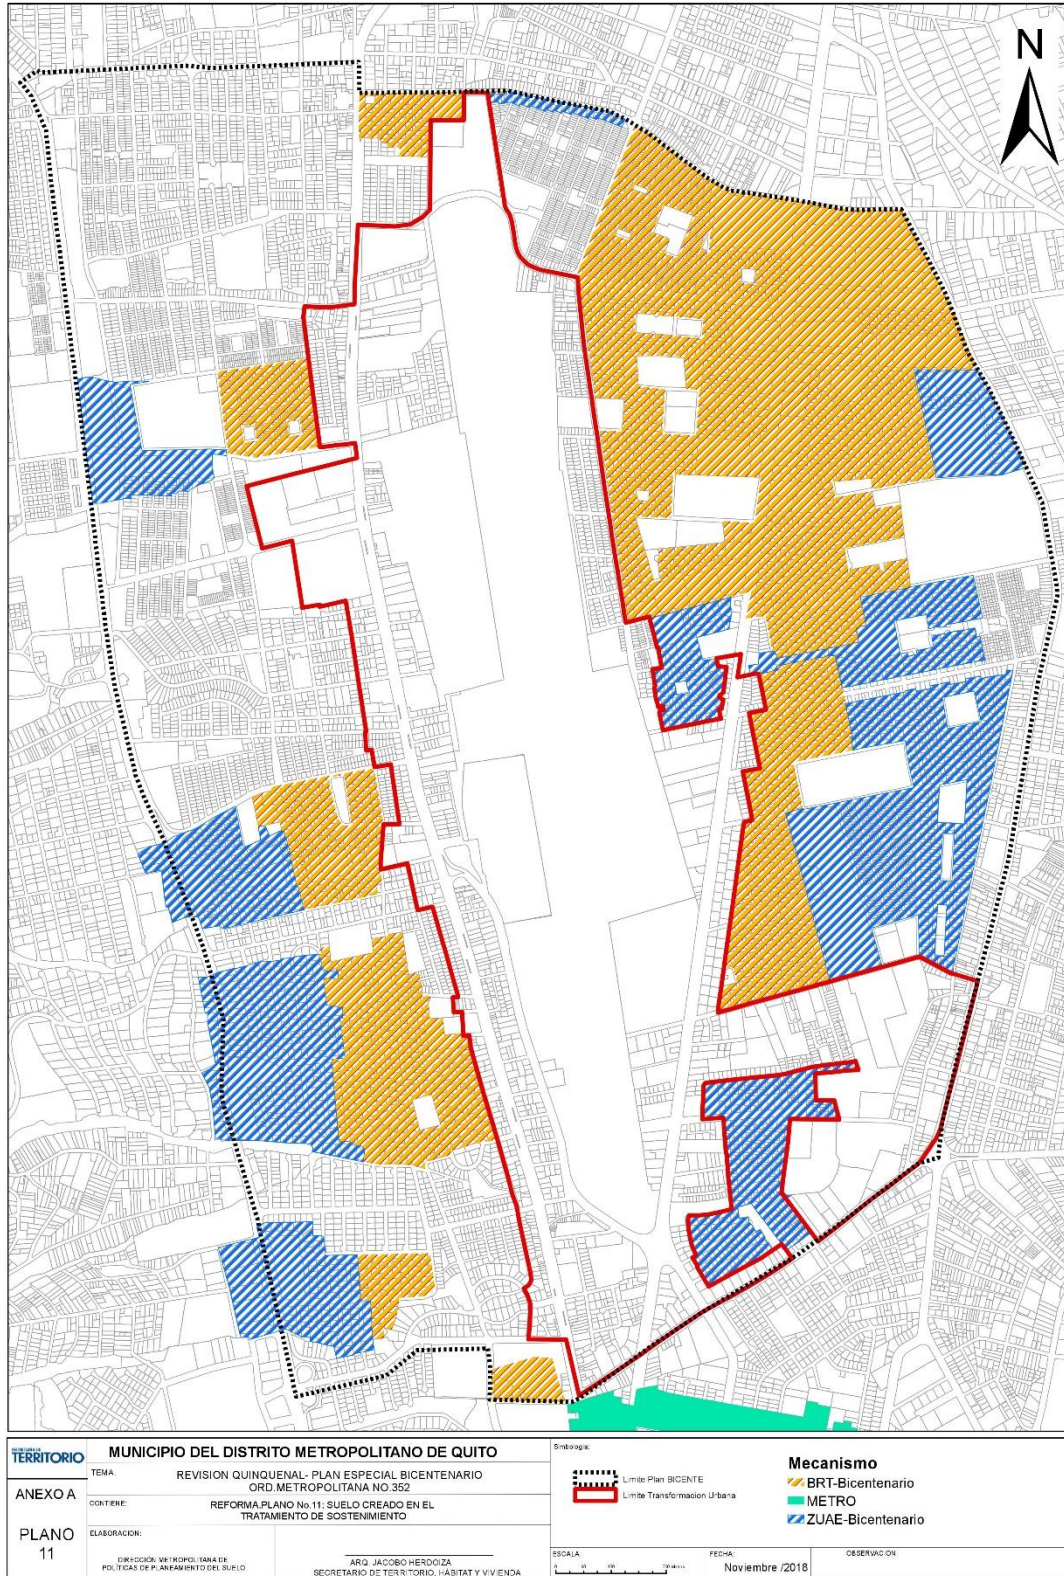 N
SECRETARÍA DE
TERRITORIO
ANEXO A
PLANO
11
MUNICIPIO DEL DISTRITO METROPOLITANO DE QUITO
TEMA.
REVISION QUINQUENAL- PLAN ESPECIAL BICENTENARIO
ORD.METROPOLITANA NO.352
CONTIENE:
REFORMA.PLANO No.11: SUELO CREADO EN EL
TRATAMIENTO DE SOSTENIMIENTO
ELABORACION:
DIRECCIÓN METROPOLITANA DE
POLÍTICAS DE PLANEAMIENTO DEL SUELO
ARQ. JACOBO HERDOIZA
SECRETARIO DE TERRITORIO, HÁBITAT Y VIVIENDA
Simbología:
Limite Plan BICENTE
Limite Transformacion Urbana
Mecanismo
BRT-Bicentenario
METRO
ZUAE-Bicentenario
ESCALA:
FECHA:
Noviembre /2018
OBSERVACION: